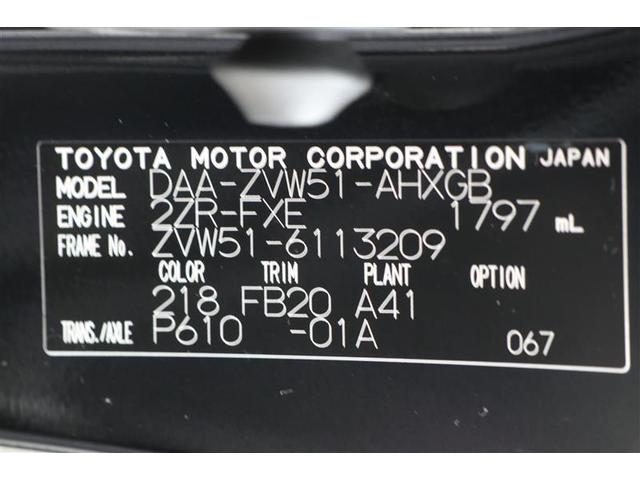 TOYOTA MOTOR CORPORATION JAPAN
MODEL DAA-ZVW51-AHXGB
ENGINE 2ZR-FXE 1797 mL
FRAME No. ZVW51-6113209
COLOR TRIM PLANT OPTION
218 FB20 A41
TRANS./AXLE P610 -01A 067